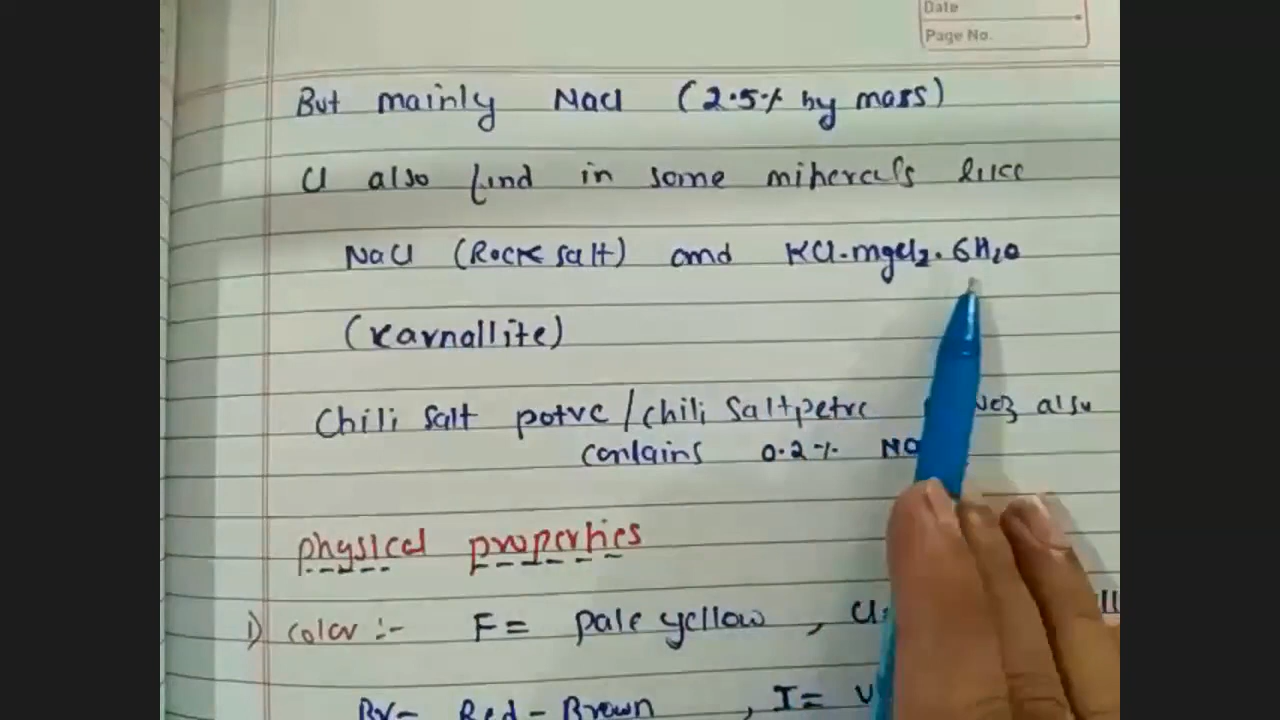 Date
Page No.
But mainly NaCl (2.5% by mass)
Cl also find in some minerals like
NaCl (Rock salt) and KCl.mgCl2.6H2O
(Karnallite)
Chili salt potre/chili Saltpetre also
contains 0.2%
physical properties
1) color :- F = pale yellow ,
Br- Red-Brown , I =